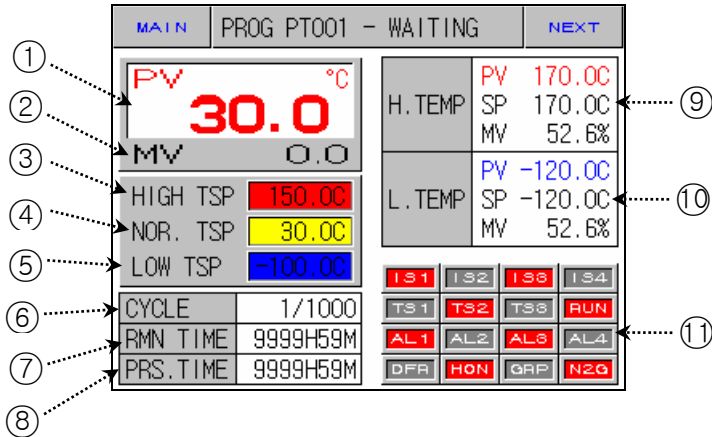 MAIN PROG PT001 - WAITING NEXT
① PV °C
30.0
② MV 0.0
③ HIGH TSP 150.0C
④ NOR. TSP 30.0C
⑤ LOW TSP -100.0C
⑥ CYCLE 1/1000
⑦ RMN TIME 9999H59M
⑧ PRS.TIME 9999H59M
H.TEMP
PV 170.0C
SP 170.0C ⑨
MV 52.6%
L.TEMP
PV -120.0C
SP -120.0C ⑩
MV 52.6%
IS1 IS2 IS3 IS4
TS1 TS2 TS3 RUN
AL1 AL2 AL3 AL4 ⑪
DFR HON GRP N2G